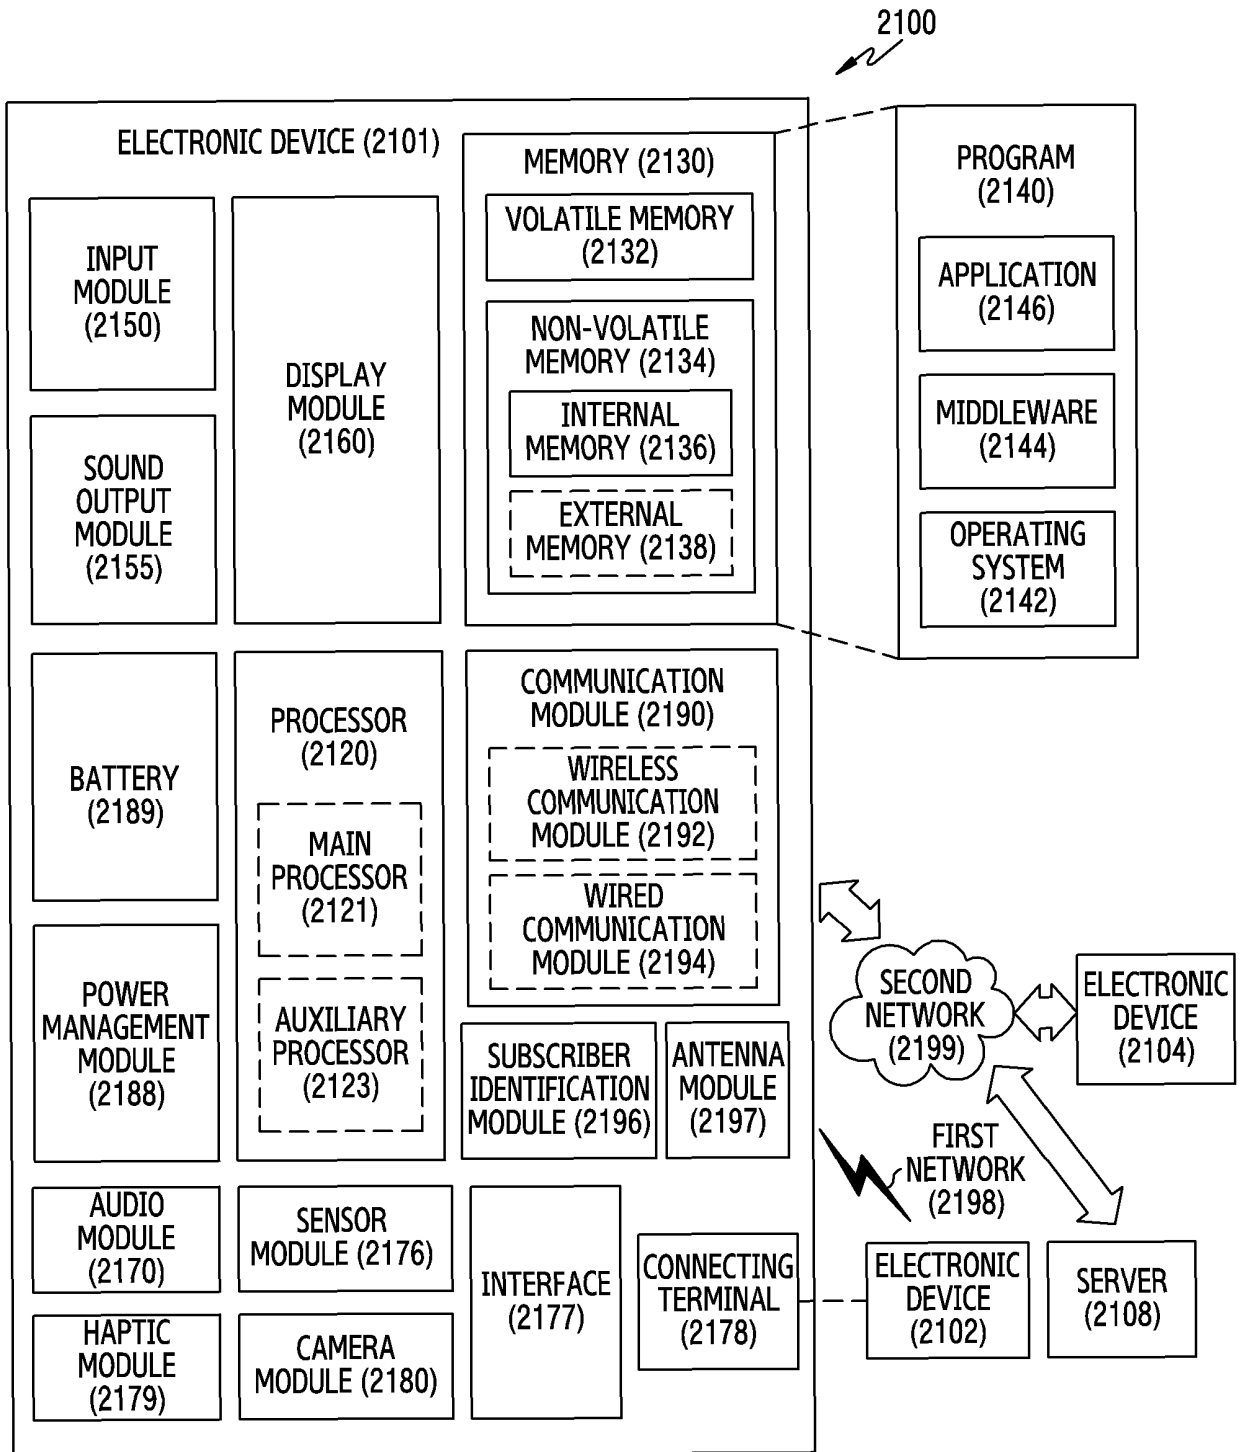 2100
ELECTRONIC DEVICE (2101)
INPUT
MODULE
(2150)
SOUND
OUTPUT
MODULE
(2155)
DISPLAY
MODULE
(2160)
MEMORY (2130)
VOLATILE MEMORY
(2132)
NON-VOLATILE
MEMORY (2134)
INTERNAL
MEMORY (2136)
EXTERNAL
MEMORY (2138)
PROGRAM
(2140)
APPLICATION
(2146)
MIDDLEWARE
(2144)
OPERATING
SYSTEM
(2142)
BATTERY
(2189)
POWER
MANAGEMENT
MODULE
(2188)
PROCESSOR
(2120)
MAIN
PROCESSOR
(2121)
AUXILIARY
PROCESSOR
(2123)
COMMUNICATION
MODULE (2190)
WIRELESS
COMMUNICATION
MODULE (2192)
WIRED
COMMUNICATION
MODULE (2194)
SUBSCRIBER
IDENTIFICATION
MODULE (2196)
ANTENNA
MODULE
(2197)
SECOND
NETWORK
(2199)
ELECTRONIC
DEVICE
(2104)
FIRST
NETWORK
(2198)
AUDIO
MODULE
(2170)
SENSOR
MODULE (2176)
HAPTIC
MODULE
(2179)
CAMERA
MODULE (2180)
INTERFACE
(2177)
CONNECTING
TERMINAL
(2178)
ELECTRONIC
DEVICE
(2102)
SERVER
(2108)